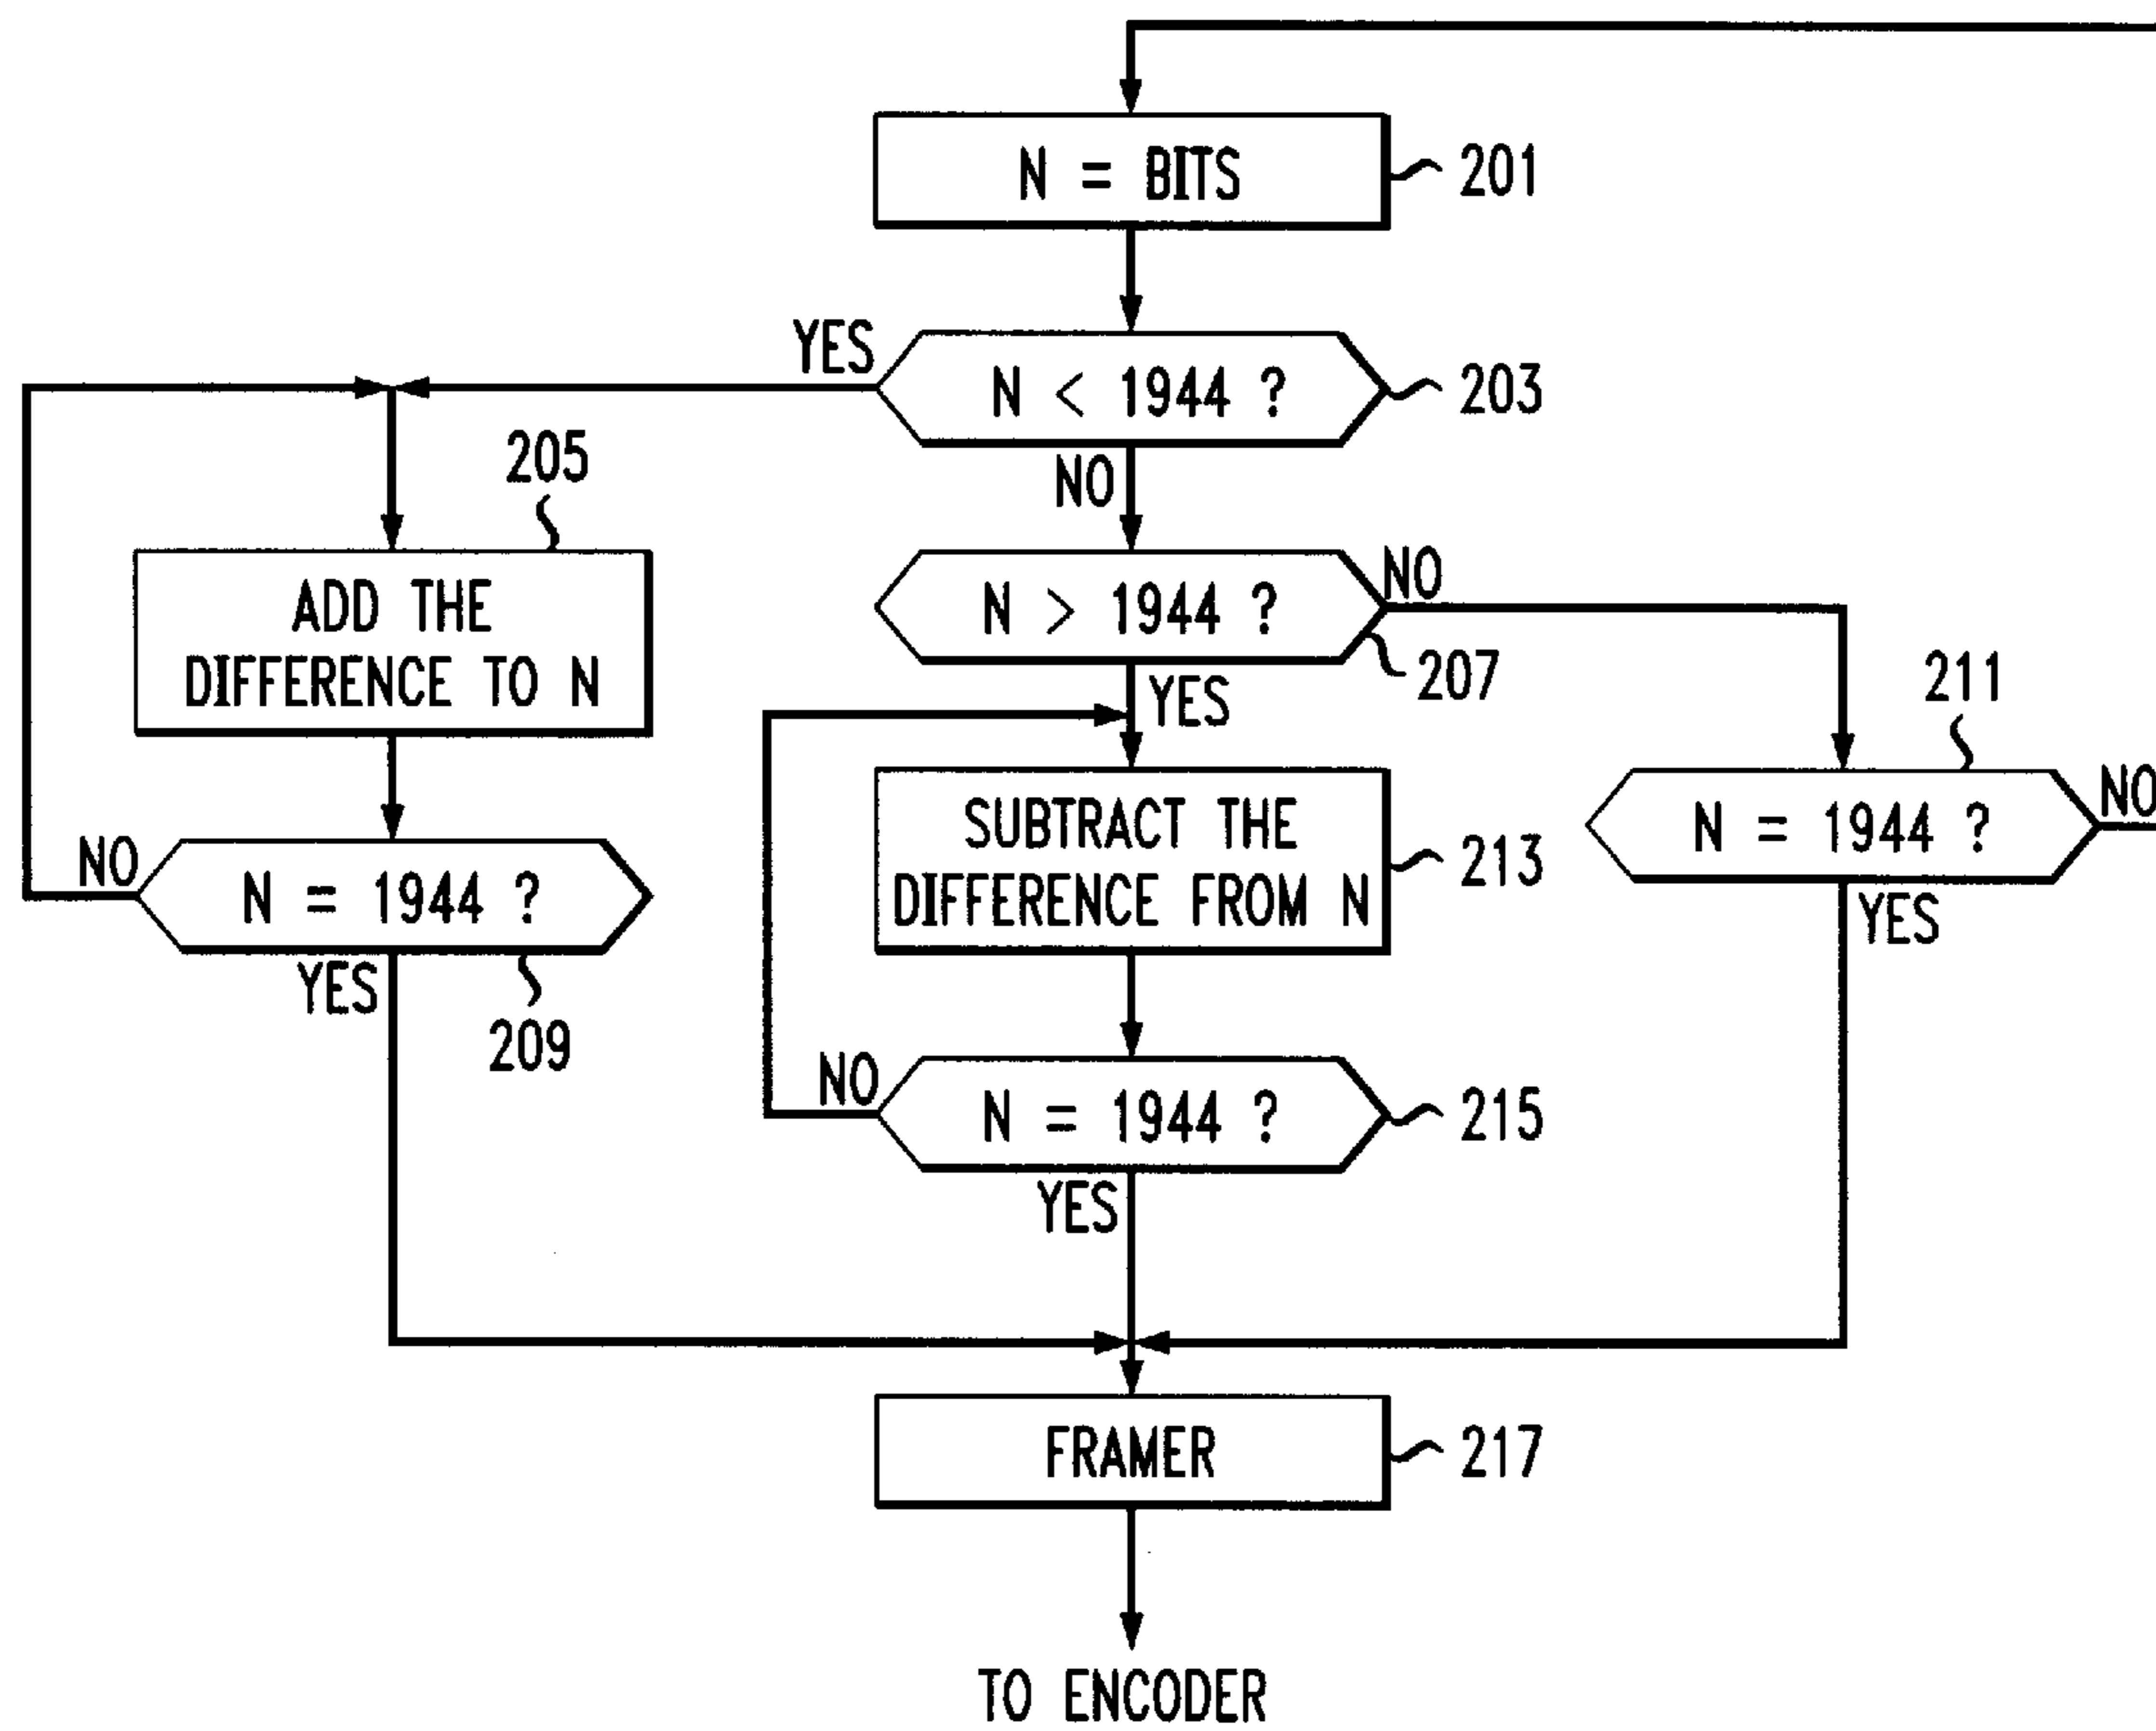 N = BITS
201
YES
N < 1944 ?
203
NO
205
ADD THE
DIFFERENCE TO N
N > 1944 ?
NO
207
YES
211
N = 1944 ?
NO
YES
SUBTRACT THE
DIFFERENCE FROM N
213
NO
N = 1944 ?
YES
209
NO
N = 1944 ?
215
YES
FRAMER
217
TO ENCODER